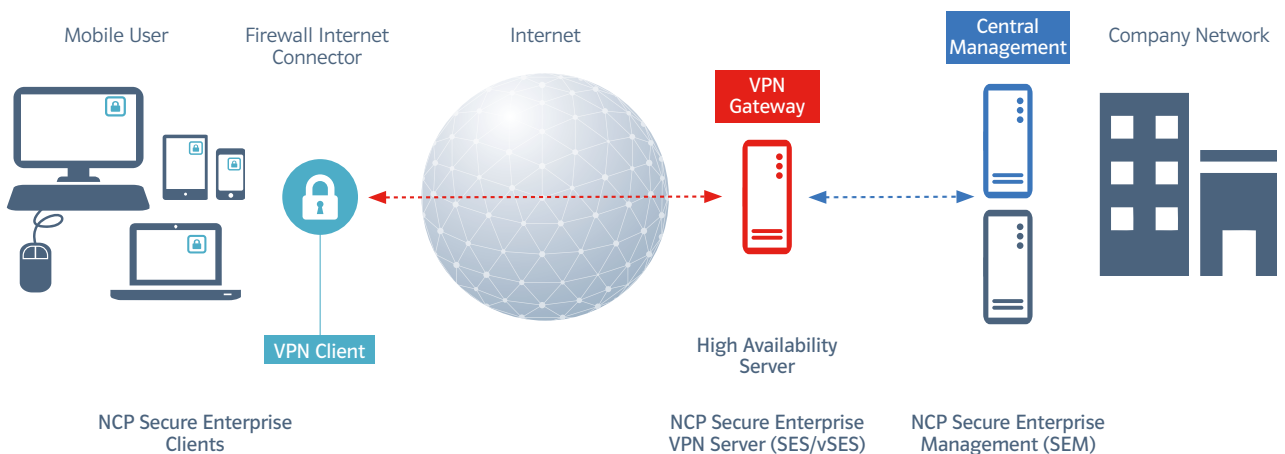 Mobile User
Firewall Internet
Connector
Internet
Central
Management
Company Network
VPN
Gateway
VPN Client
High Availability
Server
NCP Secure Enterprise
Clients
NCP Secure Enterprise
VPN Server (SES/vSES)
NCP Secure Enterprise
Management (SEM)